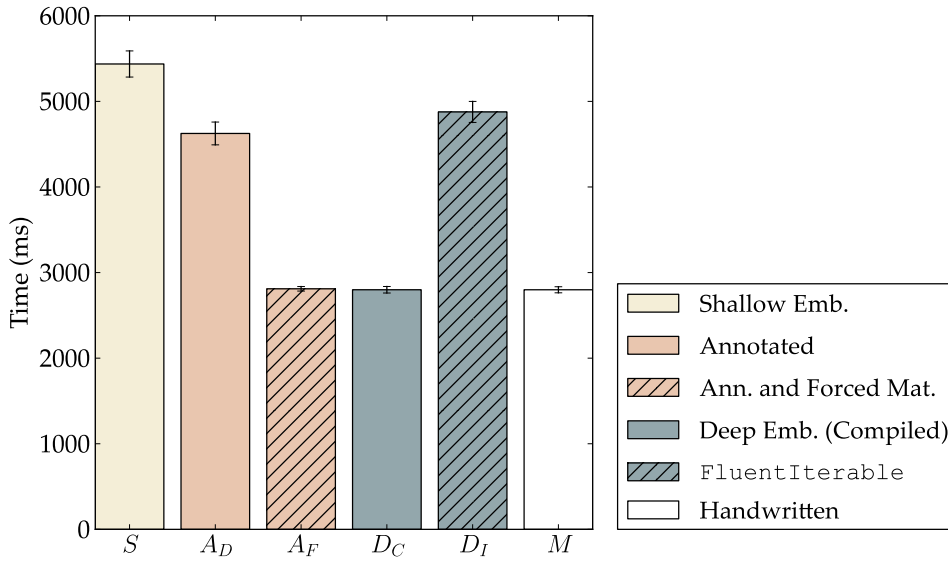 6000
5000
4000
3000
2000
1000
0
Time (ms)
S A_D A_F D_C D_I M
Shallow Emb.
Annotated
Ann. and Forced Mat.
Deep Emb. (Compiled)
FluentIterable
Handwritten